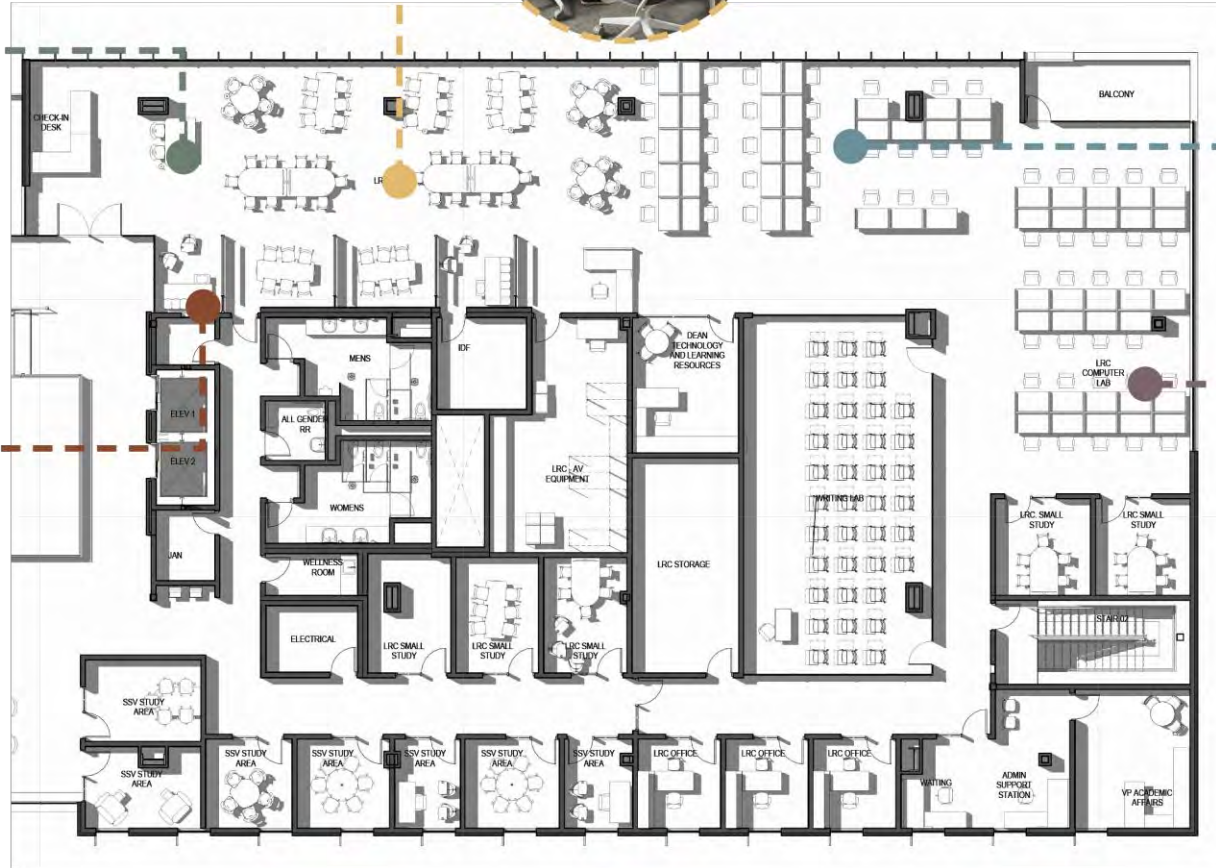 BALCONY
CHECK-IN
DESK
LR
DEAN
TECHNOLOGY
AND LEARNING
RESOURCES
MENS
IDF
LRC
COMPUTER
LAB
ELEV-1
ALL GENDER
RR
ELEV-2
LRC - AV
EQUIPMENT
WRITING LAB
WOMENS
LRC SMALL
STUDY
LRC SMALL
STUDY
JAN
WELLNESS
ROOM
LRC STORAGE
ELECTRICAL
STAIR 02
LRC SMALL
STUDY
LRC SMALL
STUDY
LRC SMALL
STUDY
SSV STUDY
AREA
SSV STUDY
AREA
SSV STUDY
AREA
SSV STUDY
AREA
SSV STUDY
AREA
SSV STUDY
AREA
SSV STUDY
AREA
LRC OFFICE
LRC OFFICE
LRC OFFICE
WAITING
ADMIN
SUPPORT
STATION
VP ACADEMIC
AFFAIRS